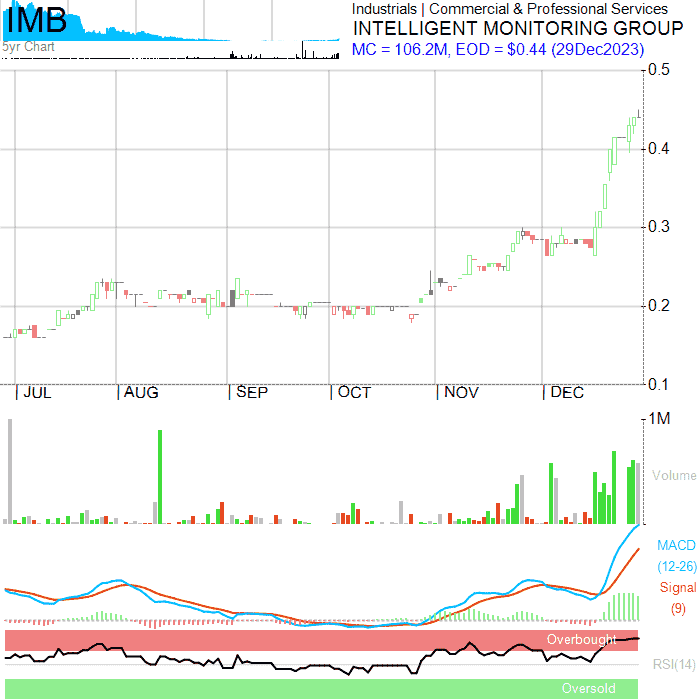 IMB
5yr Chart
Industrials | Commercial & Professional Services
INTELLIGENT MONITORING GROUP
MC = 106.2M, EOD = $0.44 (29Dec2023)
0.5
0.4
0.3
0.2
0.1
JUL AUG SEP OCT NOV DEC
1M
Volume
MACD
(12-26)
Signal
(9)
Overbought
RSI(14)
Oversold